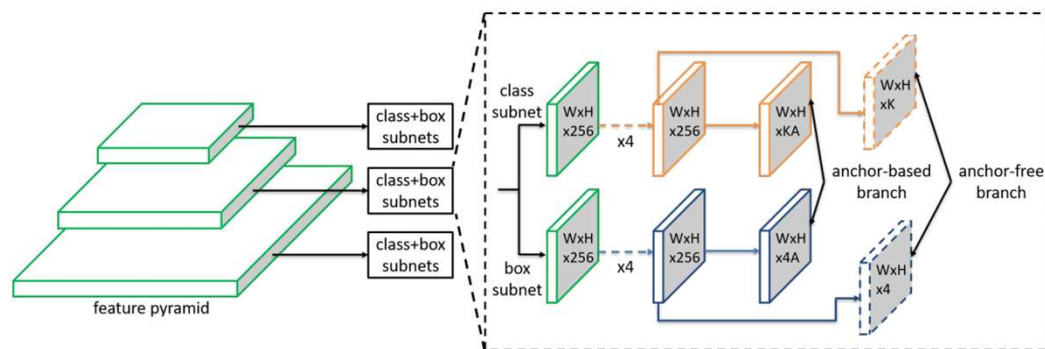 class+box
subnets
class+box
subnets
class+box
subnets
feature pyramid
class
subnet
WxH
x256
x4
WxH
x256
WxH
xKA
WxH
xK
anchor-based
branch
anchor-free
branch
box
subnet
WxH
x256
x4
WxH
x256
WxH
x4A
WxH
x4